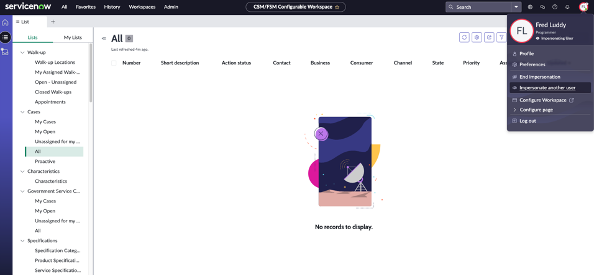 servicenow All Favorites History Workspaces Admin CSM/FSM Configurable Workspace ☆ Search FL
List +
Lists My Lists
Walk-up
Walk-up Locations
My Assigned Walk-...
Open - Unassigned
Closed Walk-ups
Appointments
Cases
My Cases
My Open
Unassigned for my ...
All
Proactive
Characteristics
Characteristics
Government Service C...
My Cases
My Open
Unassigned for my ...
All
Specifications
Specification Categ...
Product Specificati...
Service Specificatio...
All 0
Last refreshed
Number Short description Action status Contact Business Consumer Channel State Priority Ass
No records to display.
FL
Fred Luddy
Programmer
Impersonating User
Profile
Preferences
End impersonation
Impersonate another user
Configure Workspace
Configure page
Log out